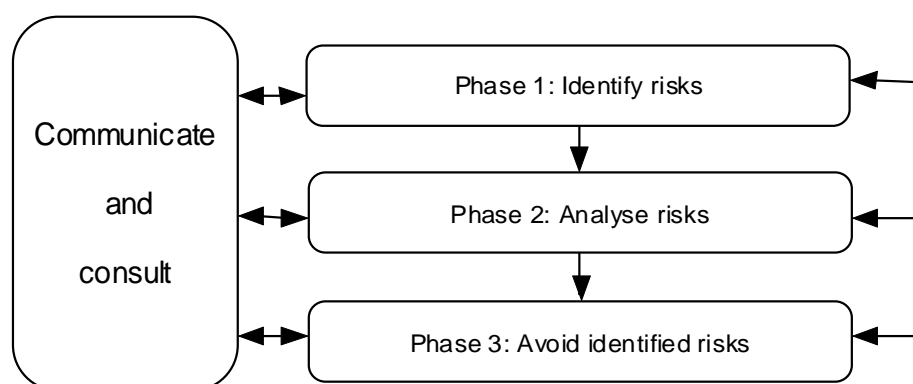 Communicate
and
consult
Phase 1: Identify risks
Phase 2: Analyse risks
Phase 3: Avoid identified risks